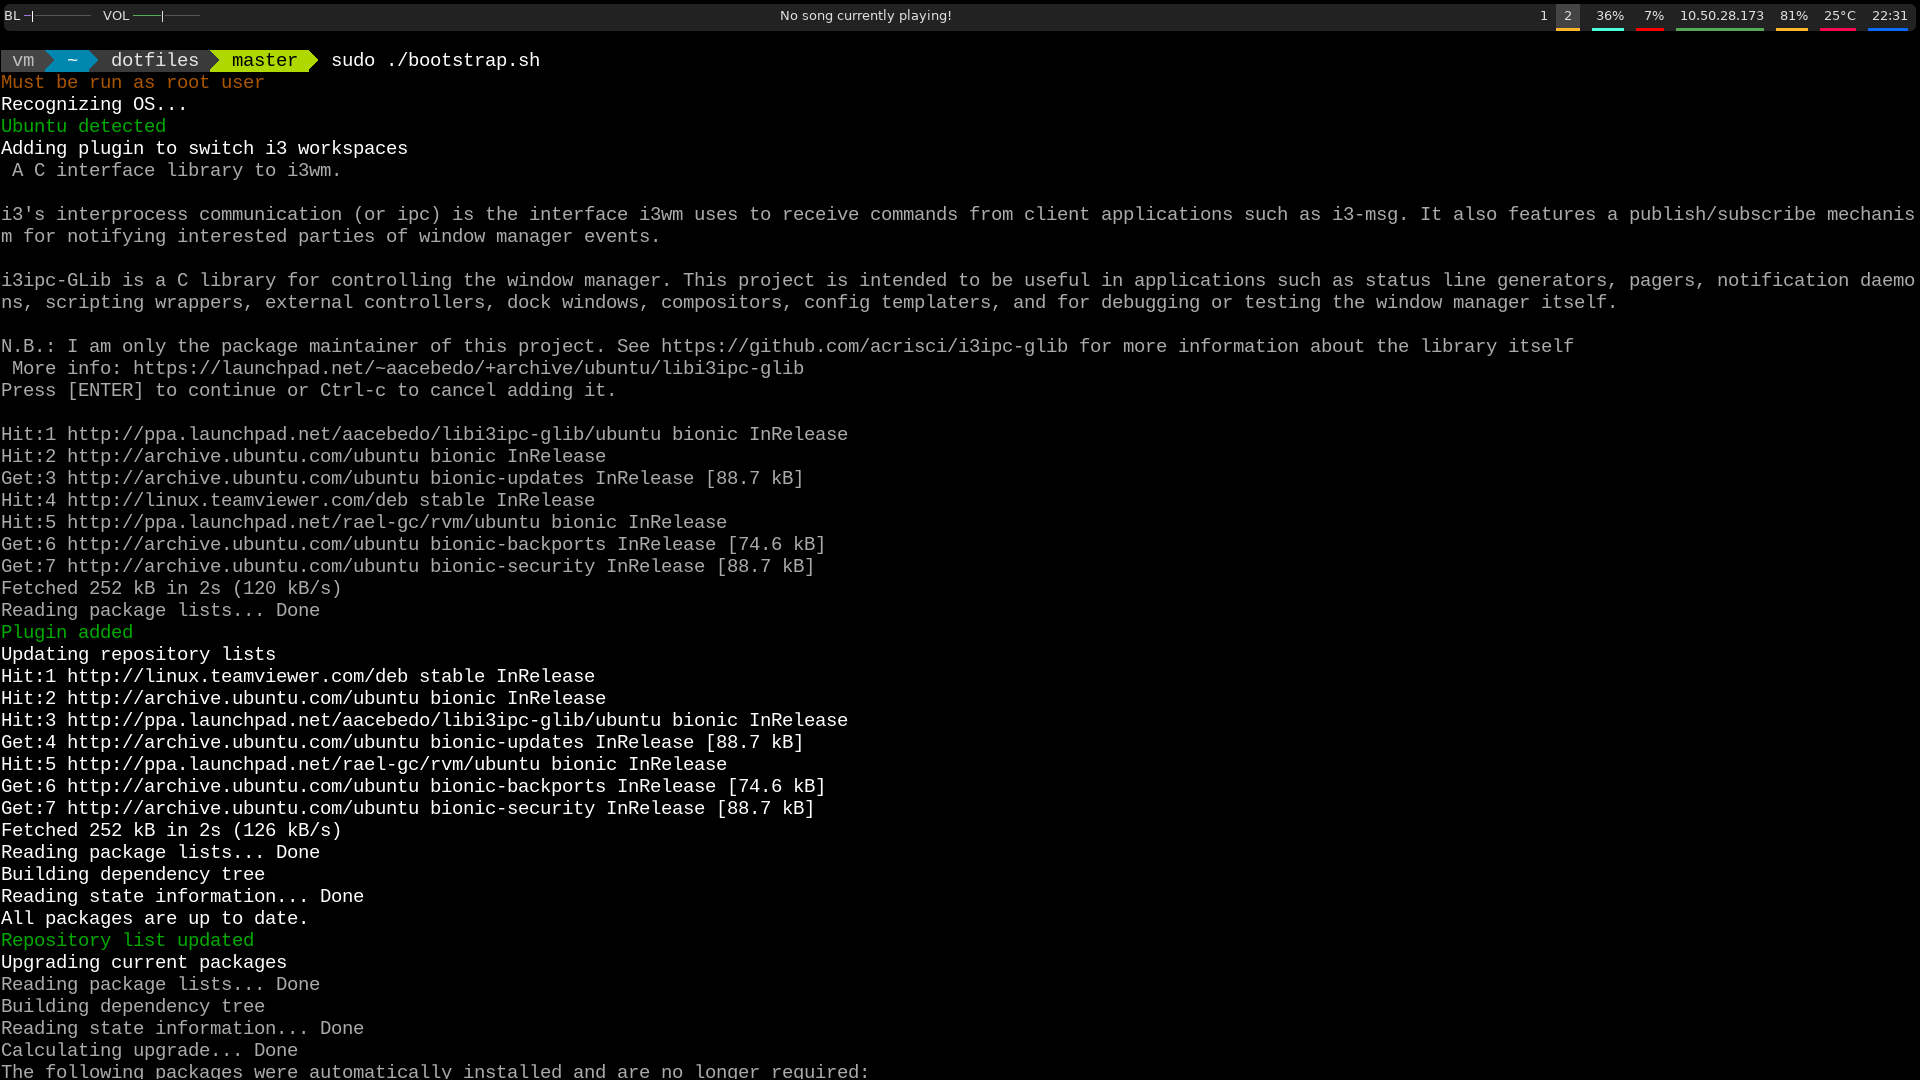 BL VOL No song currently playing! 1 2 36% 7% 10.50.28.173 81% 25°C 22:31
vm ~ dotfiles master sudo ./bootstrap.sh
Must be run as root user
Recognizing OS...
Ubuntu detected
Adding plugin to switch i3 workspaces
A C interface library to i3wm.
i3's interprocess communication (or ipc) is the interface i3wm uses to receive commands from client applications such as i3-msg. It also features a publish/subscribe mechanis
m for notifying interested parties of window manager events.
i3ipc-GLib is a C library for controlling the window manager. This project is intended to be useful in applications such as status line generators, pagers, notification daemo
ns, scripting wrappers, external controllers, dock windows, compositors, config templaters, and for debugging or testing the window manager itself.
N.B.: I am only the package maintainer of this project. See https://github.com/acrisci/i3ipc-glib for more information about the library itself
More info: https://launchpad.net/~aacebedo/+archive/ubuntu/libi3ipc-glib
Press [ENTER] to continue or Ctrl-c to cancel adding it.
Hit:1 http://ppa.launchpad.net/aacebedo/libi3ipc-glib/ubuntu bionic InRelease
Hit:2 http://archive.ubuntu.com/ubuntu bionic InRelease
Get:3 http://archive.ubuntu.com/ubuntu bionic-updates InRelease [88.7 kB]
Hit:4 http://linux.teamviewer.com/deb stable InRelease
Hit:5 http://ppa.launchpad.net/rael-gc/rvm/ubuntu bionic InRelease
Get:6 http://archive.ubuntu.com/ubuntu bionic-backports InRelease [74.6 kB]
Get:7 http://archive.ubuntu.com/ubuntu bionic-security InRelease [88.7 kB]
Fetched 252 kB in 2s (120 kB/s)
Reading package lists... Done
Plugin added
Updating repository lists
Hit:1 http://linux.teamviewer.com/deb stable InRelease
Hit:2 http://archive.ubuntu.com/ubuntu bionic InRelease
Hit:3 http://ppa.launchpad.net/aacebedo/libi3ipc-glib/ubuntu bionic InRelease
Get:4 http://archive.ubuntu.com/ubuntu bionic-updates InRelease [88.7 kB]
Hit:5 http://ppa.launchpad.net/rael-gc/rvm/ubuntu bionic InRelease
Get:6 http://archive.ubuntu.com/ubuntu bionic-backports InRelease [74.6 kB]
Get:7 http://archive.ubuntu.com/ubuntu bionic-security InRelease [88.7 kB]
Fetched 252 kB in 2s (126 kB/s)
Reading package lists... Done
Building dependency tree
Reading state information... Done
All packages are up to date.
Repository list updated
Upgrading current packages
Reading package lists... Done
Building dependency tree
Reading state information... Done
Calculating upgrade... Done
The following packages were automatically installed and are no longer required: